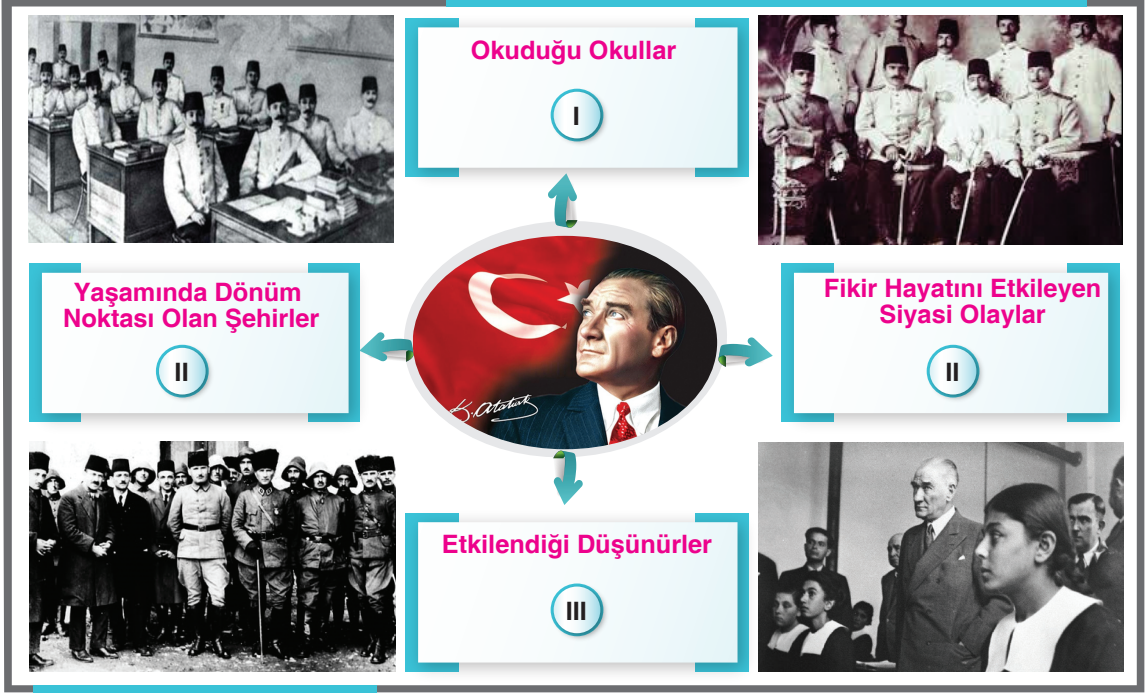 Okuduğu Okullar
I
Yaşamında Dönüm
Noktası Olan Şehirler
II
Fikir Hayatını Etkileyen
Siyasi Olaylar
II
K. Atatürk
Etkilendiği Düşünürler
III